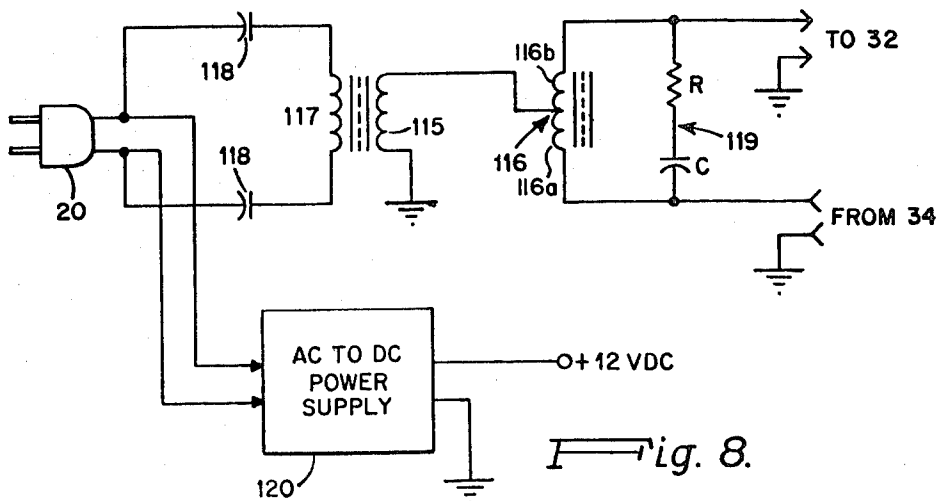 118
116b
TO 32
R
117
115
116
119
20
118
116a
C
FROM 34
AC TO DC
POWER
SUPPLY
+12 VDC
120
Fig. 8.